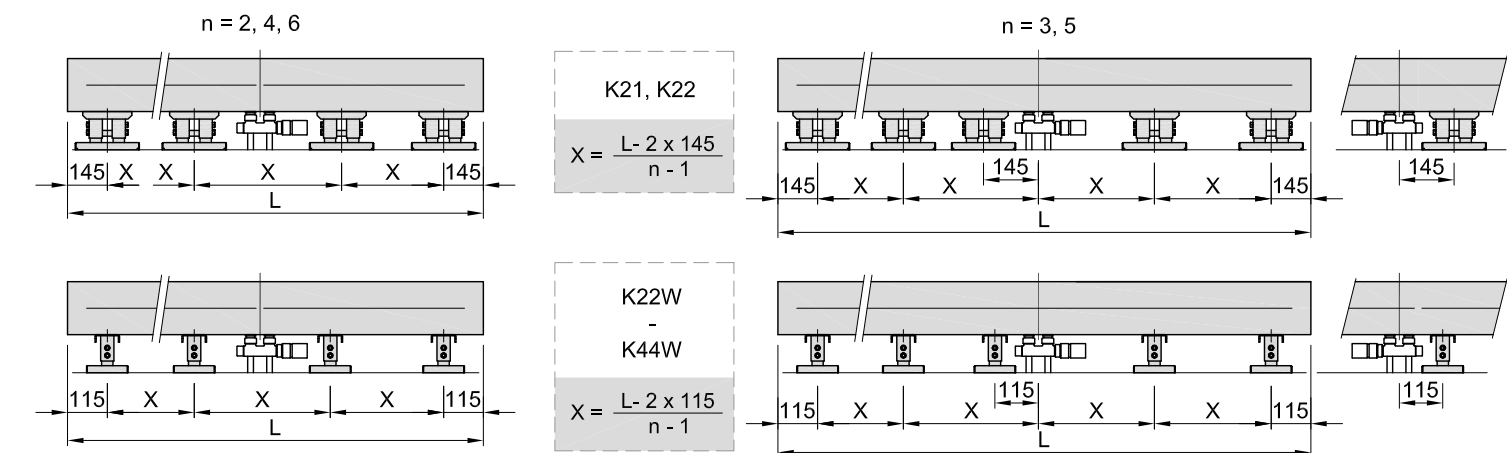 n = 2, 4, 6
n = 3, 5
K21, K22
X = L- 2 x 145
n - 1
145 X X X X 145
L
145 X X 145 X X 145
L
145
K22W
-
K44W
X = L- 2 x 115
n - 1
115 X X X 115
L
115 X X 115 X X 115
L
115